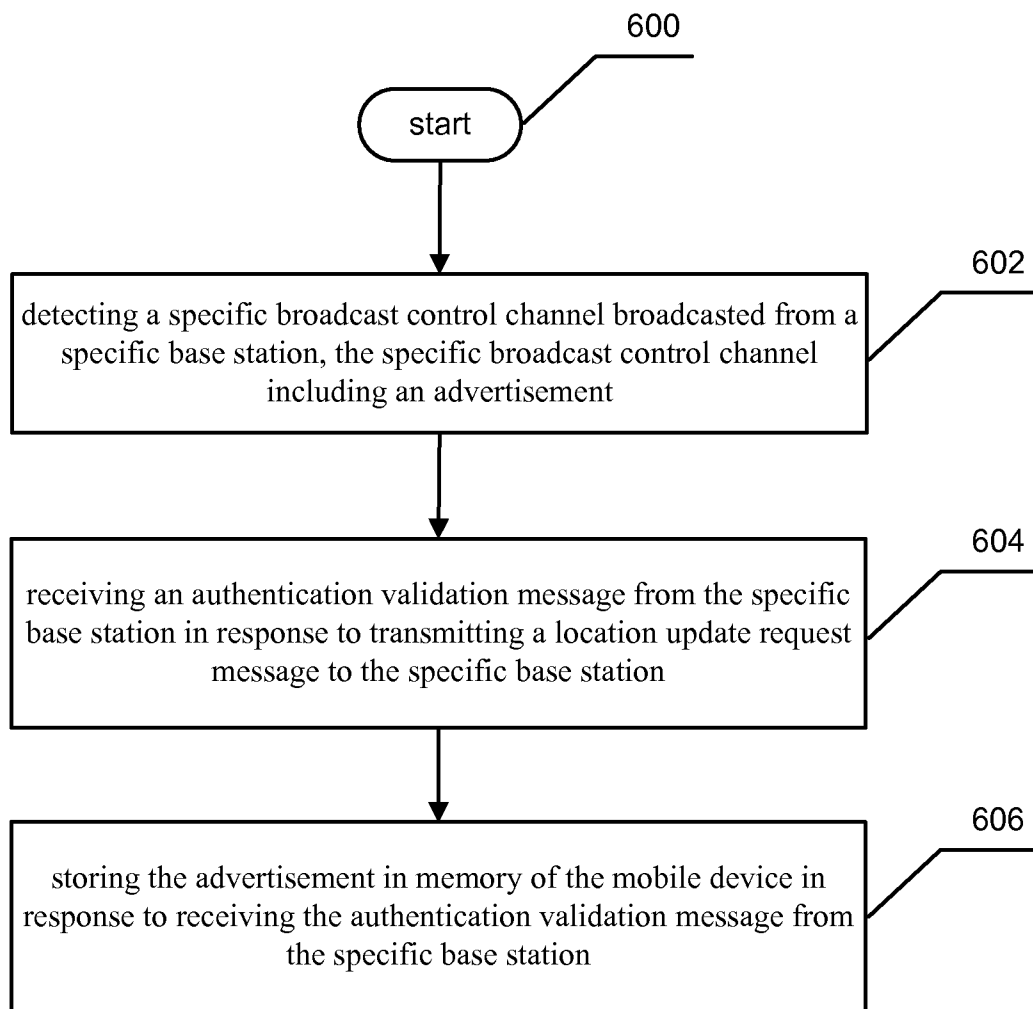 600
start
602
detecting a specific broadcast control channel broadcasted from a
specific base station, the specific broadcast control channel
including an advertisement
604
receiving an authentication validation message from the specific
base station in response to transmitting a location update request
message to the specific base station
606
storing the advertisement in memory of the mobile device in
response to receiving the authentication validation message from
the specific base station